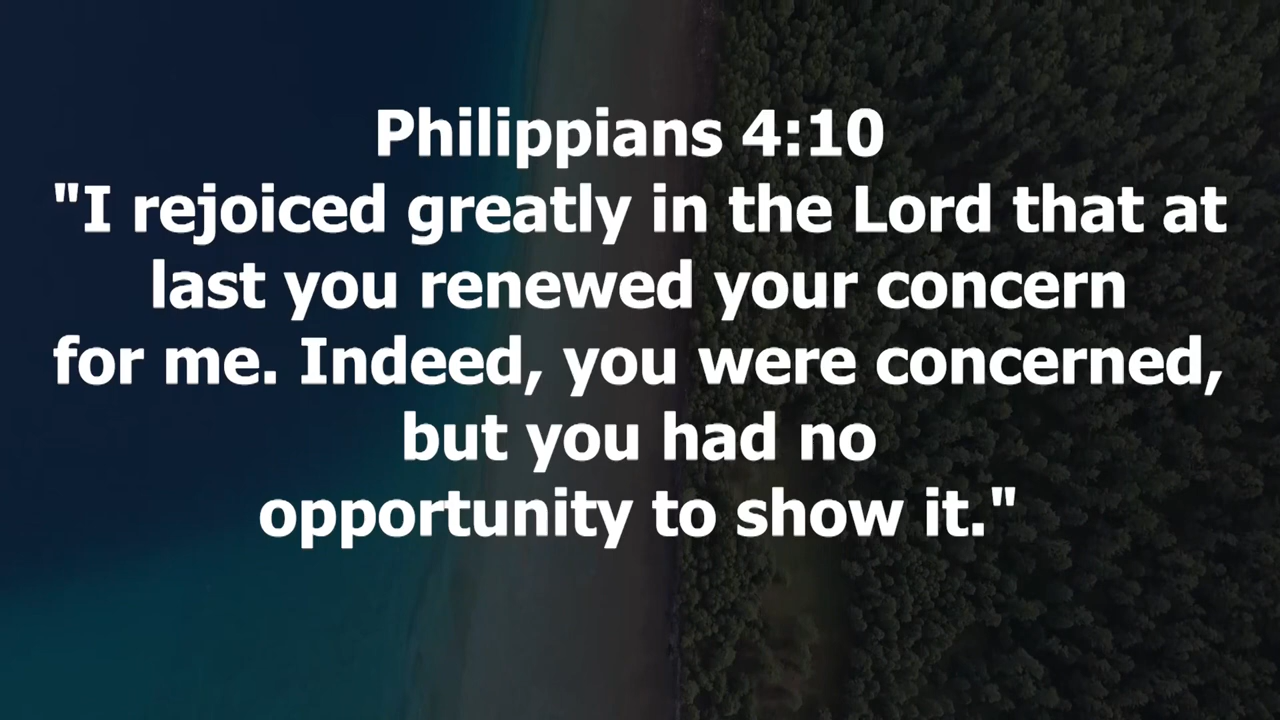 Philippians 4:10
"I rejoiced greatly in the Lord that at
last you renewed your concern
for me. Indeed, you were concerned,
but you had no
opportunity to show it."